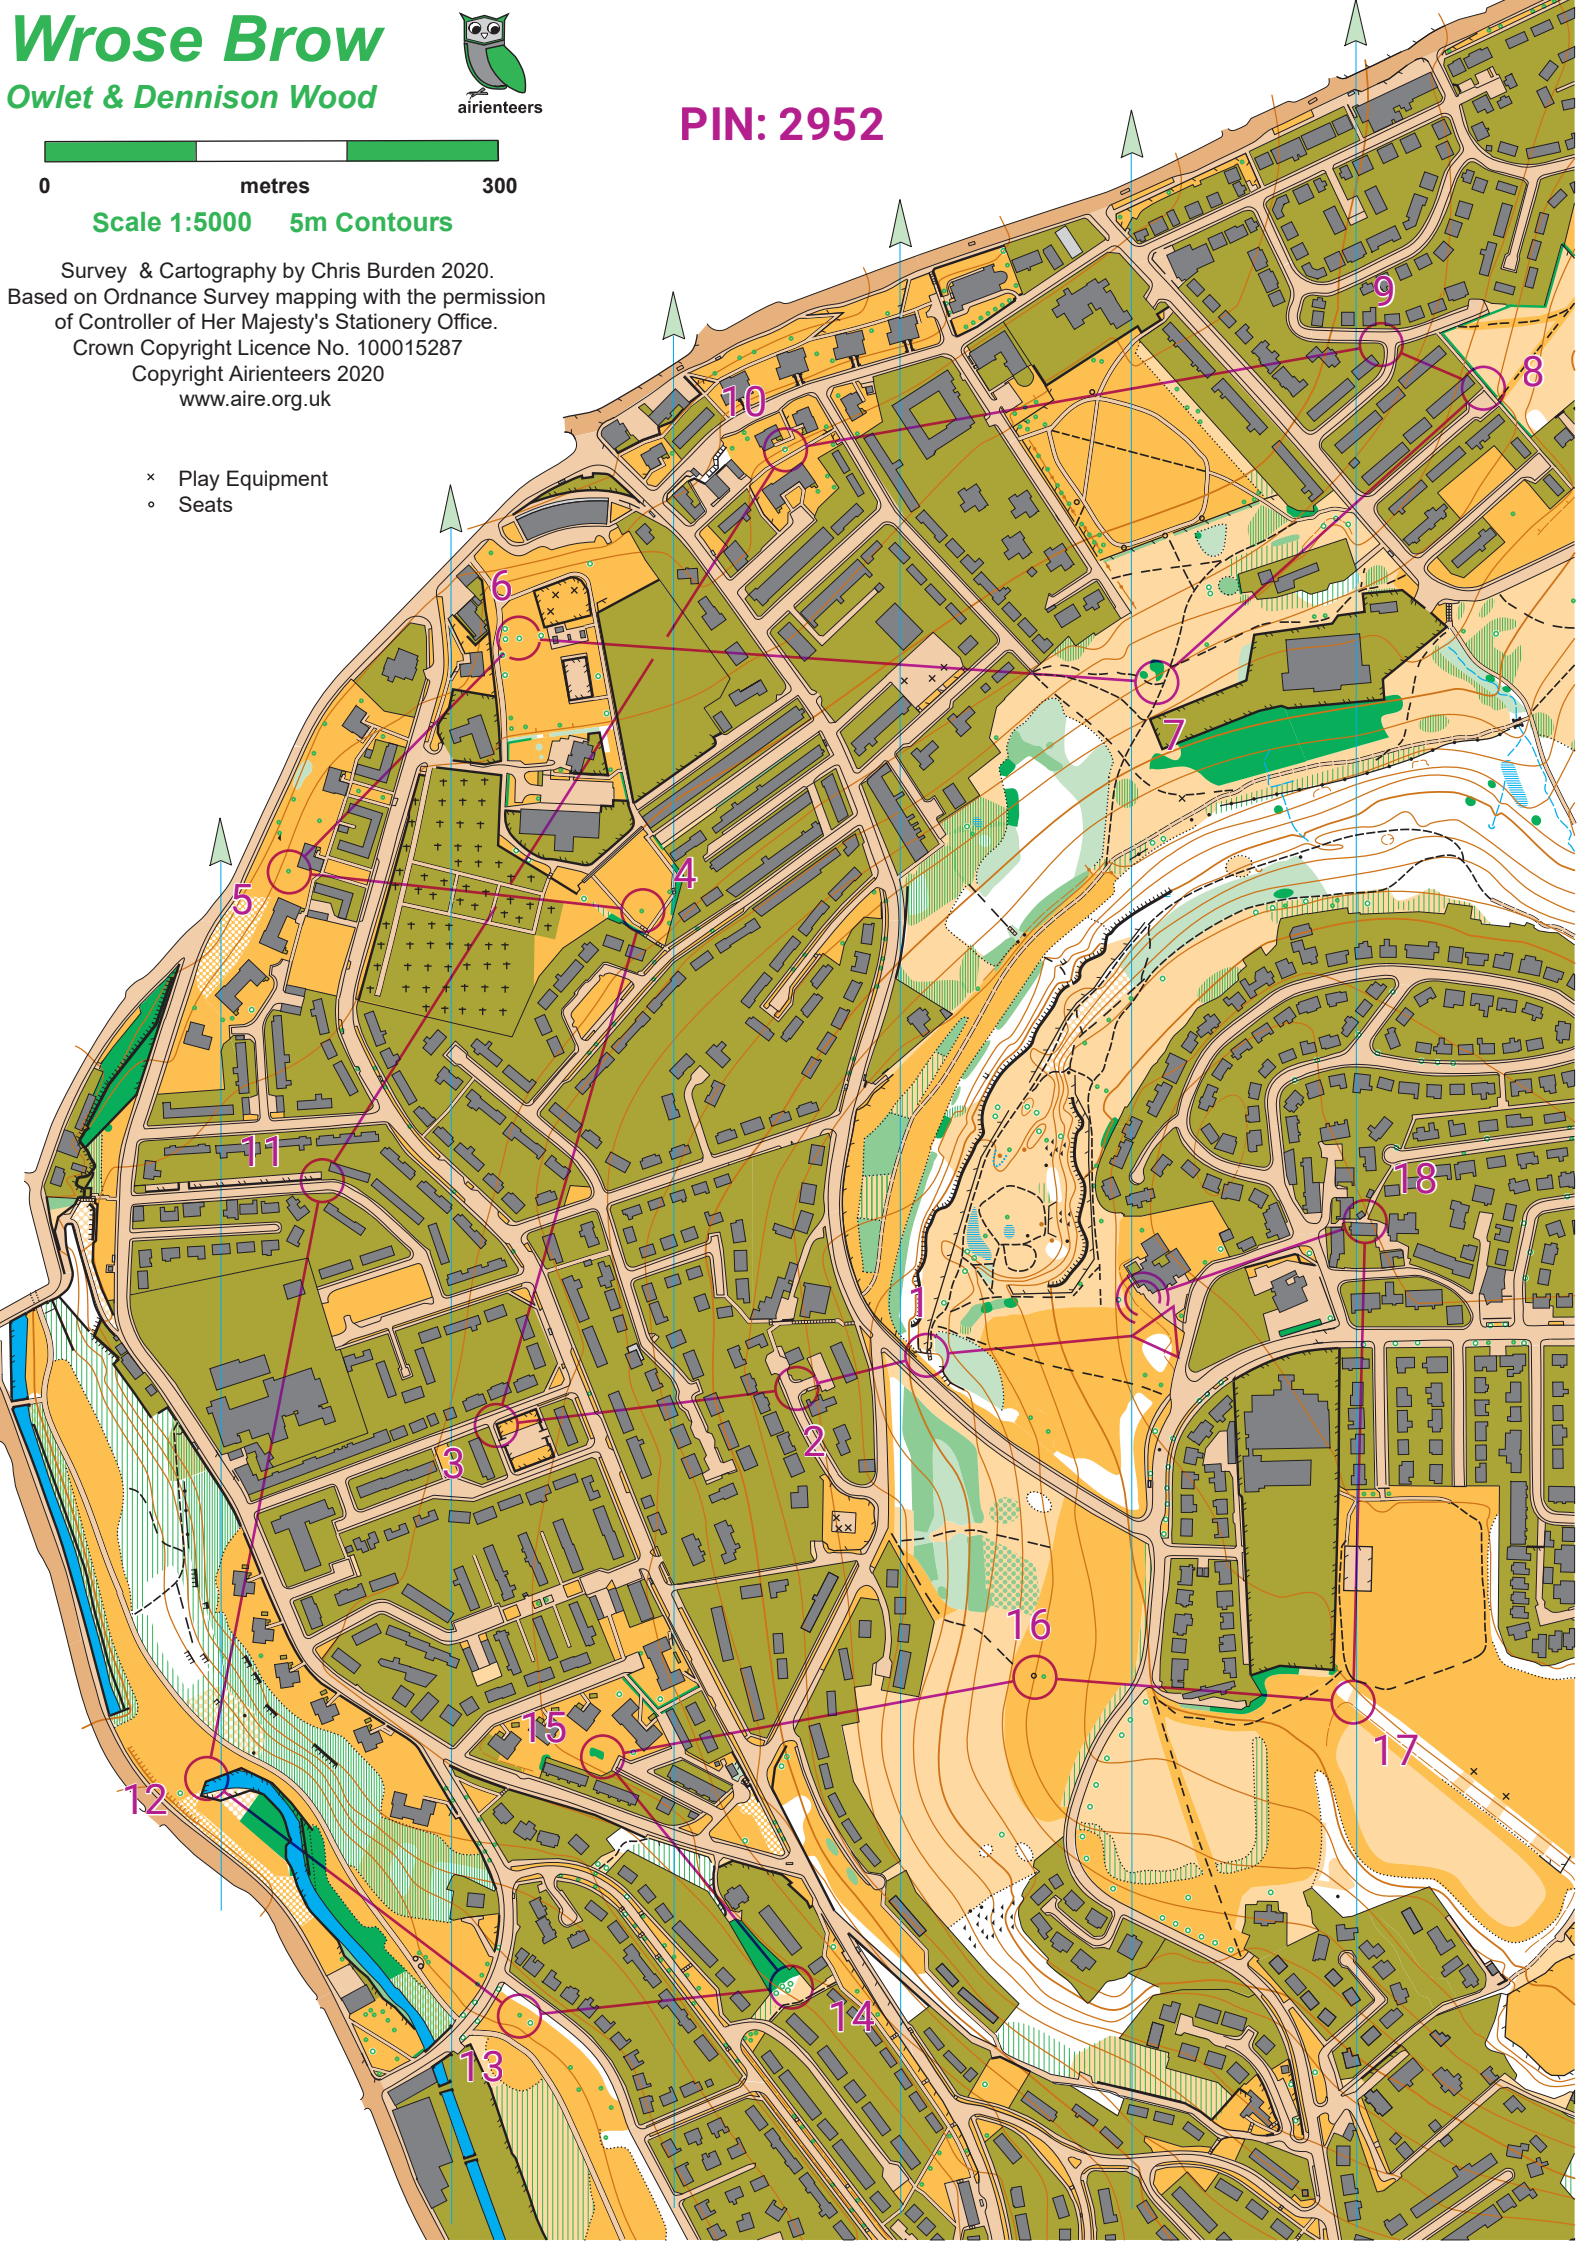 Wrose Brow
Owlet & Dennison Wood
airienteers
PIN: 2952
0 metres 300
Scale 1:5000 5m Contours
Survey & Cartography by Chris Burden 2020.
Based on Ordnance Survey mapping with the permission
of Controller of Her Majesty's Stationery Office.
Crown Copyright Licence No. 100015287
Copyright Airienteers 2020
www.aire.org.uk
× Play Equipment
o Seats
9
8
10
6
7
4
5
11
18
1
2
3
16
15
17
12
14
13